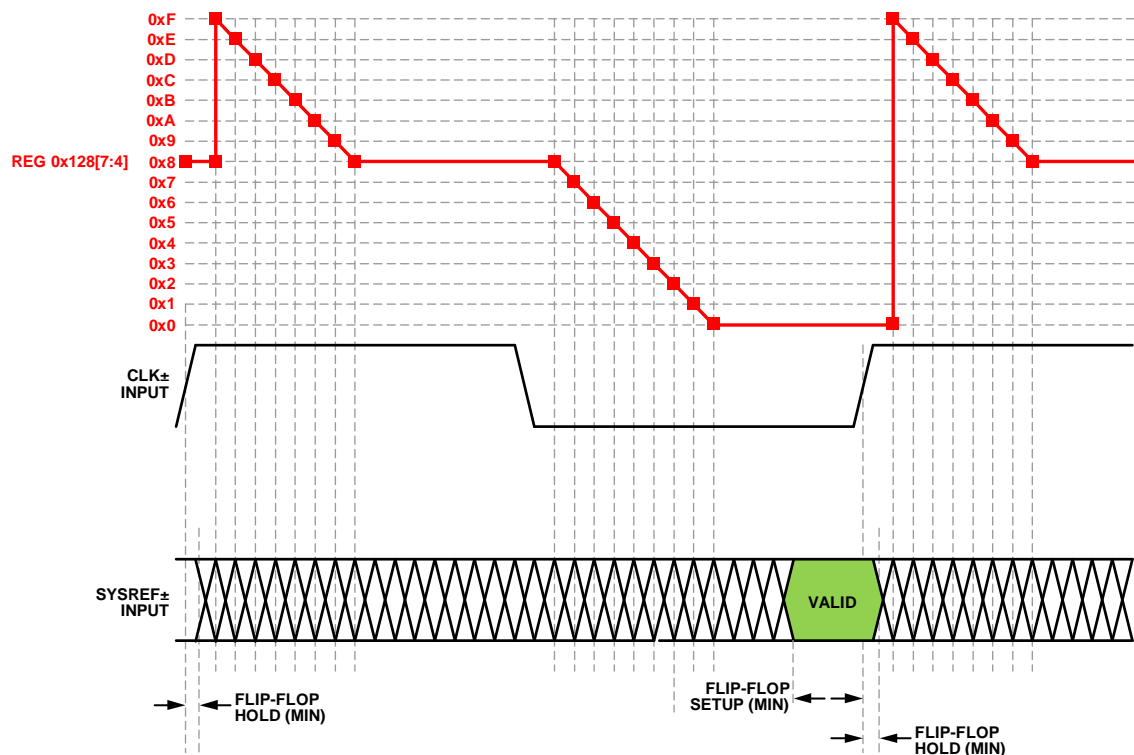 0xF
0xE
0xD
0xC
0xB
0xA
0x9
REG 0x128[7:4] 0x8
0x7
0x6
0x5
0x4
0x3
0x2
0x1
0x0
CLK±
INPUT
SYSREF±
INPUT
VALID
FLIP-FLOP
HOLD (MIN)
FLIP-FLOP
SETUP (MIN)
FLIP-FLOP
HOLD (MIN)